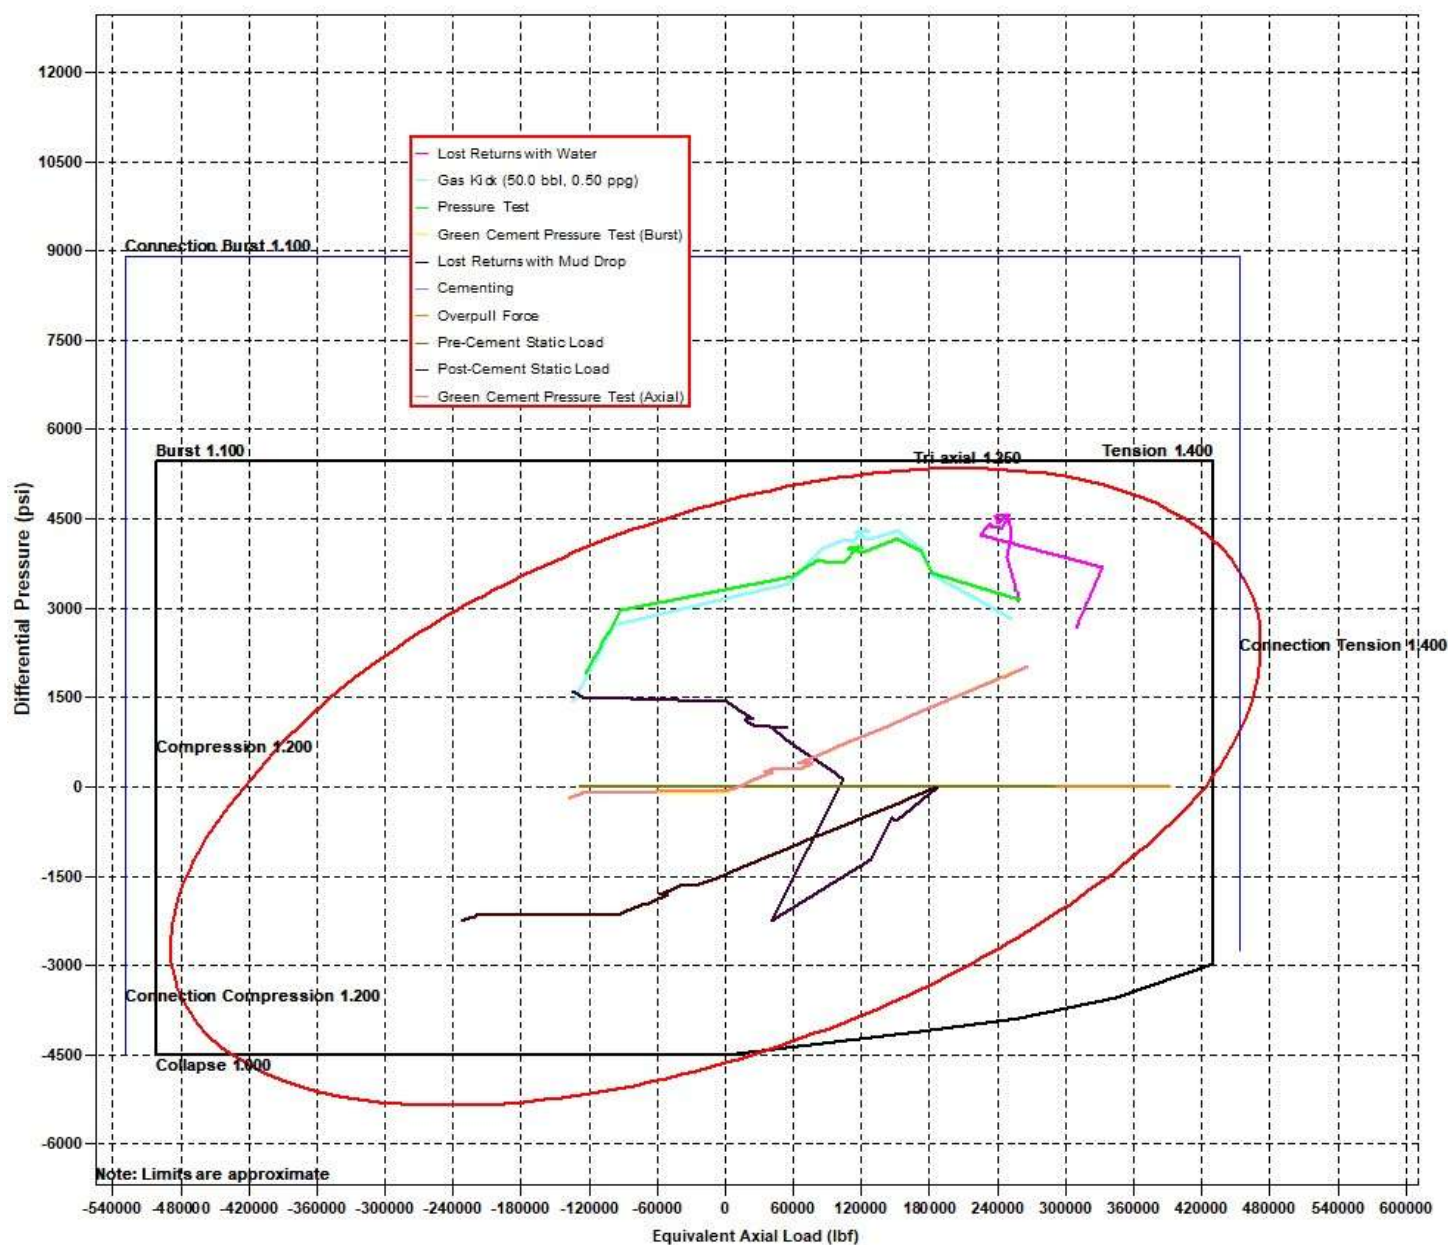 12000
10500
9000
7500
6000
4500
3000
1500
0
-1500
-3000
-4500
-6000
Differential Pressure (psi)
Lost Returns with Water
Gas Kick (50.0 bbl, 0.50 ppg)
Pressure Test
Green Cement Pressure Test (Burst)
Lost Returns with Mud Drop
Cementing
Overpull Force
Pre-Cement Static Load
Post-Cement Static Load
Green Cement Pressure Test (Axial)
Connection Burst 1.100
Burst 1.100
Triaxial 1.250
Tension 1.400
Connection Tension 1.400
Compression 1.200
Connection Compression 1.200
Collapse 1.000
Note: Limits are approximate
-540000 -480000 -420000 -360000 -300000 -240000 -180000 -120000 -60000 0 60000 120000 180000 240000 300000 360000 420000 480000 540000 600000
Equivalent Axial Load (lbf)